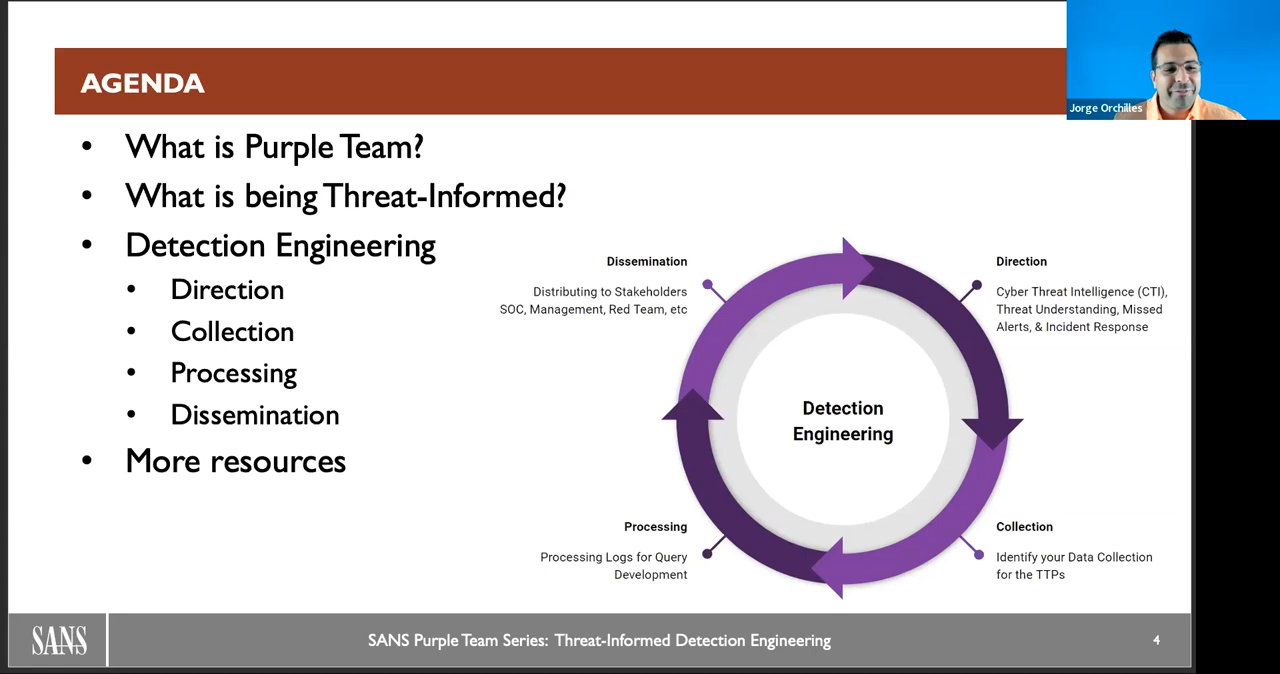 AGENDA
Jorge Orchilles
What is Purple Team?
What is being Threat-Informed?
Detection Engineering
Direction
Collection
Processing
Dissemination
More resources
Dissemination
Distributing to Stakeholders
SOC, Management, Red Team, etc
Direction
Cyber Threat Intelligence (CTI),
Threat Understanding, Missed
Alerts, & Incident Response
Detection
Engineering
Processing
Processing Logs for Query
Development
Collection
Identify your Data Collection
for the TTPs
SANS
SANS Purple Team Series: Threat-Informed Detection Engineering
4